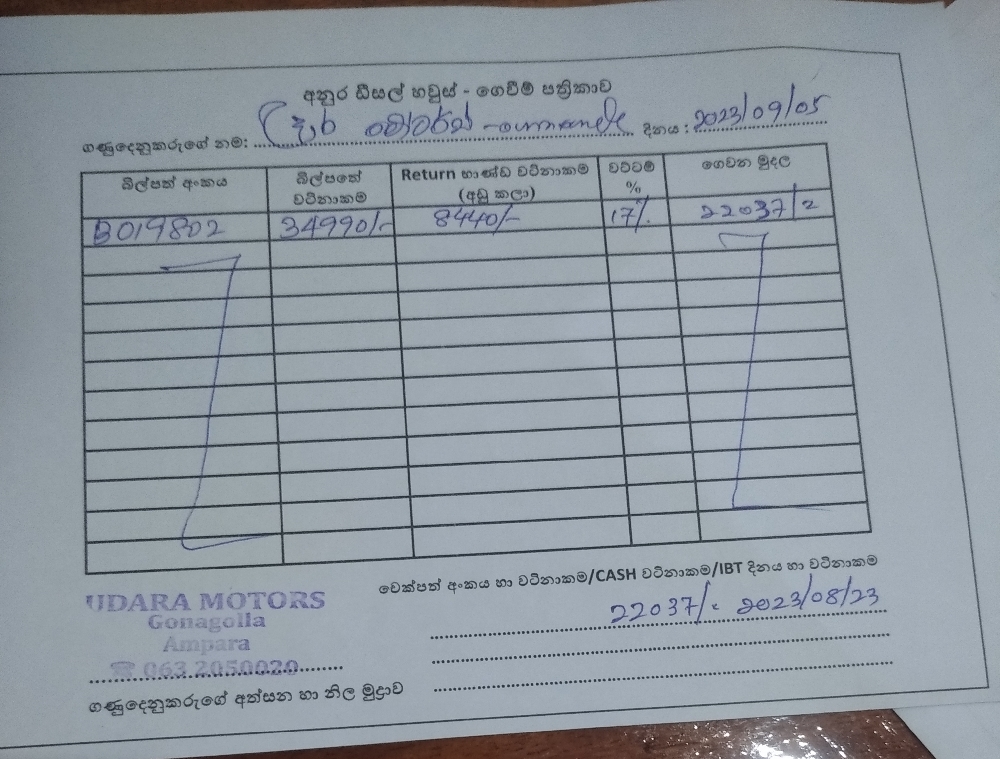 අනුර ඩීසල් හවුස් - ගෙවීම් පත්‍රිකාව
ගණුදෙනුකරුගේ නම: මෝටර්ස් දිනය: 2023/09/05
බිල්පත් අංකය බිල්පතේ වටිනාකම Return භාණ්ඩ වටිනාකම (අඩු කලා) වට්ටම් % ගෙවන මුදල
B019802 34990/- 8440/- 17% 22037/2
චෙක්පත් අංකය හා වටිනාකම/CASH වටිනාකම/IBT දිනය හා වටිනාකම
22037/- 2023/08/23
UDARA MOTORS
Gonagolla
Ampara
☎ 063 2050020
ගණුදෙනුකරුගේ අත්සන හා නිල මුද්‍රාව